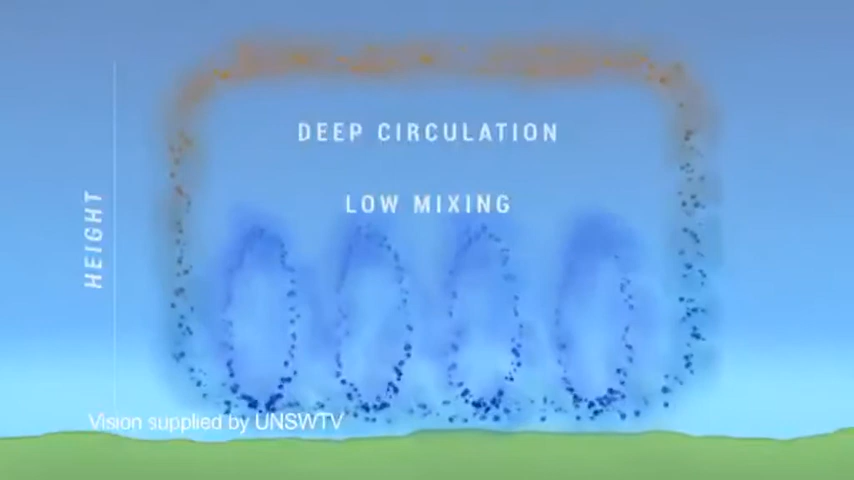 DEEP CIRCULATION
LOW MIXING
HEIGHT
Vision supplied by UNSWTV